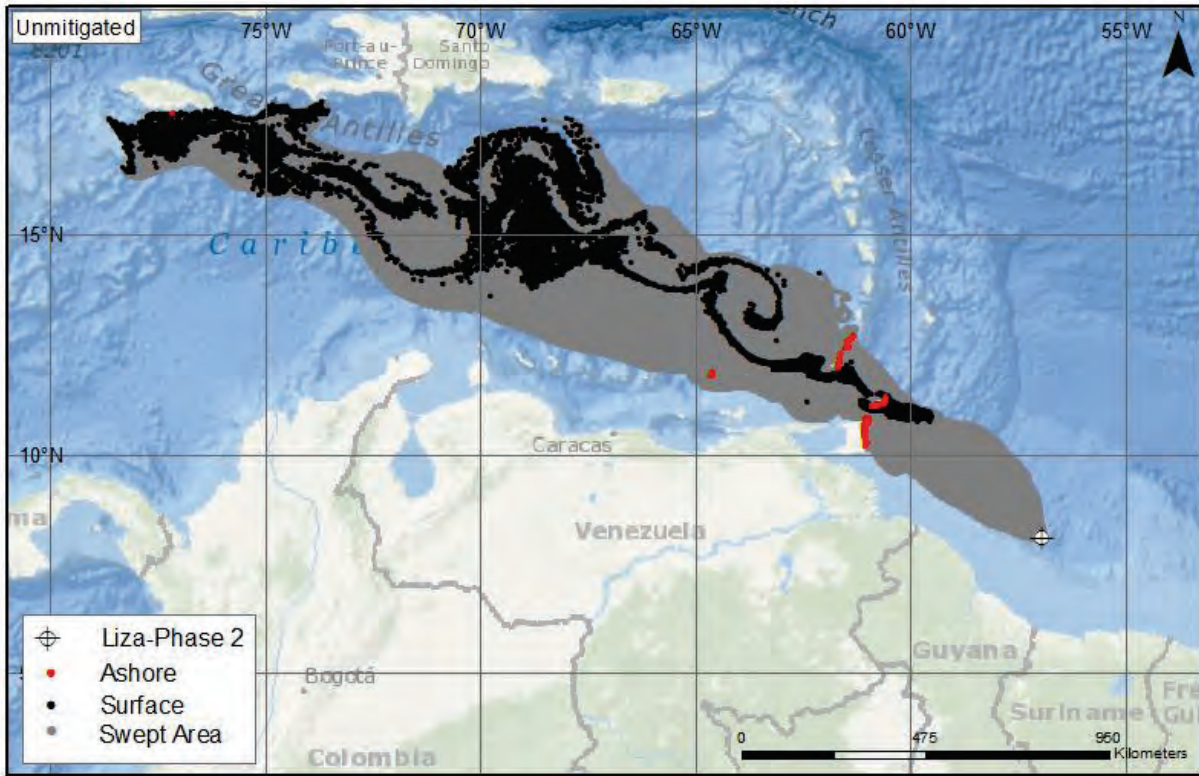 Unmitigated
75°W
70°W
65°W
60°W
55°W
N
Port-au-
Prince
Santo
Domingo
Greater
Antilles
Lesser Antilles
15°N
Carib
10°N
Caracas
Venezuela
Guyana
Suriname
Bogotá
Colombia
Liza-Phase 2
Ashore
Surface
Swept Area
0
475
950
Kilometers